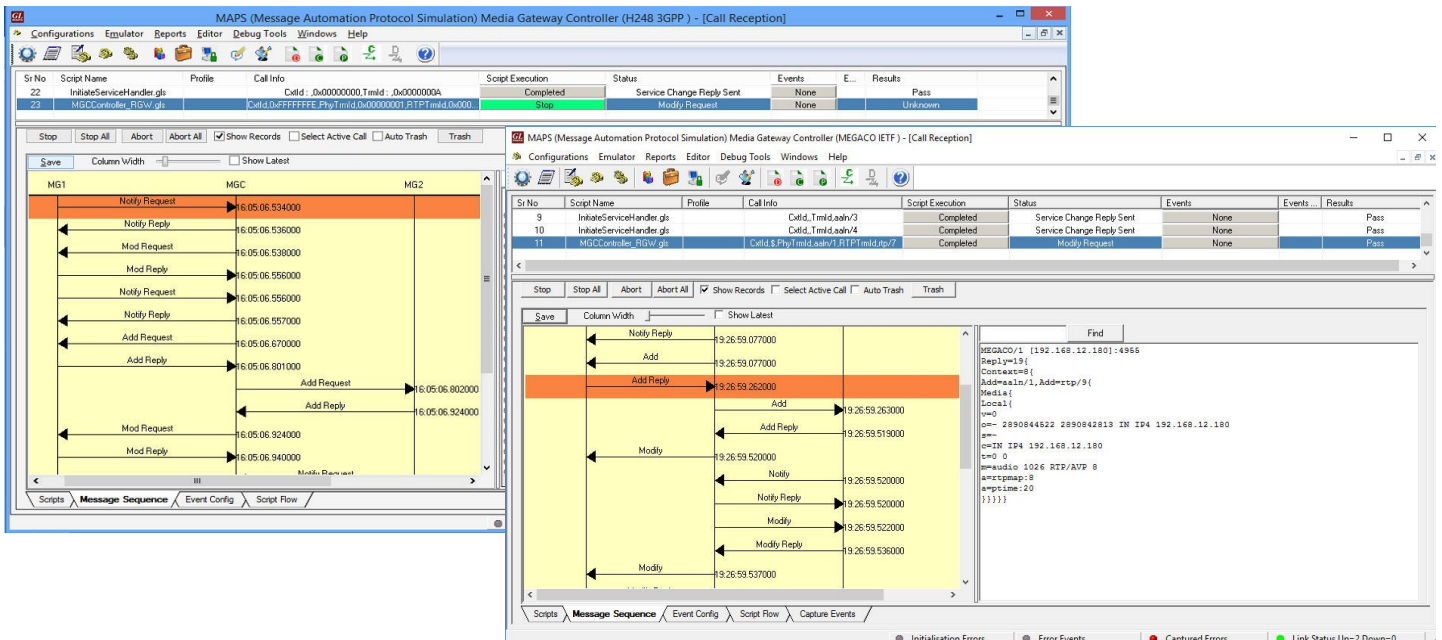 GL
MAPS (Message Automation Protocol Simulation) Media Gateway Controller (H248 3GPP ) - [Call Reception]
Configurations Emulator Reports Editor Debug Tools Windows Help
Sr No Script Name Profile Call Info Script Execution Status Events E... Results
22 InitiateServiceHandler.gls CxtId : ,0x00000000,TrmId : ,0x0000000A Completed Service Change Reply Sent None Pass
23 MGCController_RGW.gls CxtId,0xFFFFFFFE,PhyTrmId,0x00000001,RTPTrmId,0x000... Stop Modify Request None Unknown
Stop Stop All Abort Abort All Show Records Select Active Call Auto Trash Trash
Save Column Width Show Latest
MG1 MGC MG2
Notify Request
16:05:06.534000
Notify Reply
16:05:06.536000
Mod Request
16:05:06.538000
Mod Reply
16:05:06.556000
Notify Request
16:05:06.556000
Notify Reply
16:05:06.557000
Add Request
16:05:06.670000
Add Reply
16:05:06.801000
Add Request
16:05:06.802000
Add Reply
16:05:06.924000
Mod Request
16:05:06.924000
Mod Reply
16:05:06.940000
Notify Request
Scripts Message Sequence Event Config Script Flow
GL
MAPS (Message Automation Protocol Simulation) Media Gateway Controller (MEGACO IETF ) - [Call Reception]
Configurations Emulator Reports Editor Debug Tools Windows Help
Sr No Script Name Profile Call Info Script Execution Status Events Events ... Results
9 InitiateServiceHandler.gls CxtId,,TrmId,aaln/3 Completed Service Change Reply Sent None Pass
10 InitiateServiceHandler.gls CxtId,,TrmId,aaln/4 Completed Service Change Reply Sent None Pass
11 MGCController_RGW.gls CxtId,$,PhyTrmId,aaln/1,RTPTrmId,rtp/7 Completed Modify Request None Pass
Stop Stop All Abort Abort All Show Records Select Active Call Auto Trash Trash
Save Column Width Show Latest
Notify Reply
19:26:59.077000
Add
19:26:59.077000
Add Reply
19:26:59.262000
Add
19:26:59.263000
Add Reply
19:26:59.519000
Modify
19:26:59.520000
Notify
19:26:59.520000
Notify Reply
19:26:59.520000
Modify
19:26:59.522000
Modify Reply
19:26:59.536000
Modify
19:26:59.537000
Find
MEGACO/1 [192.168.12.180]:4955
Reply=19{
Context=8{
Add=aaln/1,Add=rtp/9{
Media{
Local{
v=0
o=- 2890844522 2890842813 IN IP4 192.168.12.180
s=-
c=IN IP4 192.168.12.180
t=0 0
m=audio 1026 RTP/AVP 8
a=rtpmap:8
a=ptime:20
}}}}}
Scripts Message Sequence Event Config Script Flow Capture Events
Initialisation Errors Error Events Captured Errors Link Status Up=2 Down=0